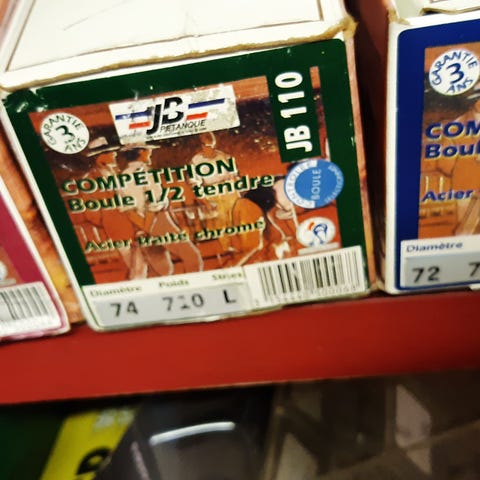 GARANTIE 3 ANS
JB
PETANQUE
JB 110
COMPÉTITION
Boule 1/2 tendre
BOULE
Acier traité chromé
Diamètre Poids Stries
74 710 L
GARANTIE 3 ANS
COM
Boul
Acier
Diamètre
72 7